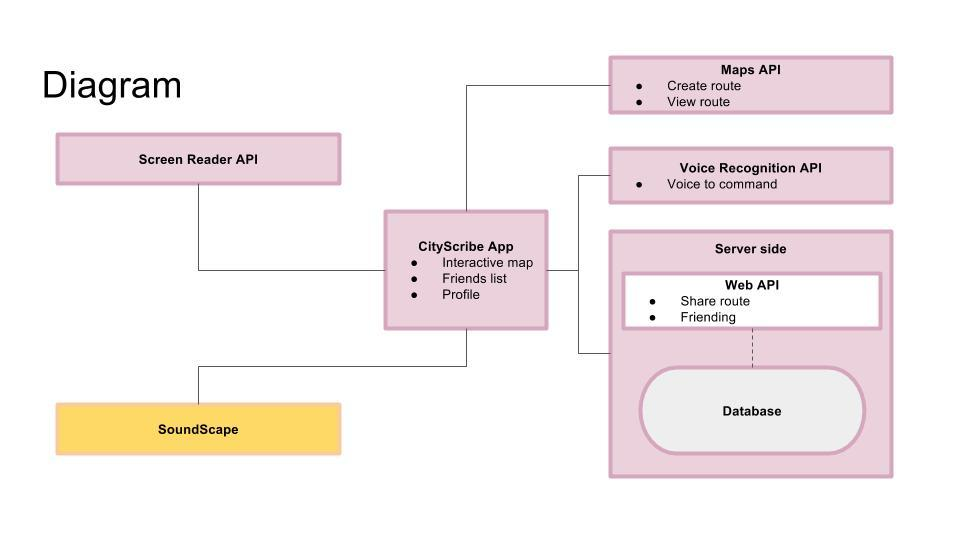 Diagram
Screen Reader API
SoundScape
CityScribe App
● Interactive map
● Friends list
● Profile
Maps API
● Create route
● View route
Voice Recognition API
● Voice to command
Server side
Web API
● Share route
● Friending
Database